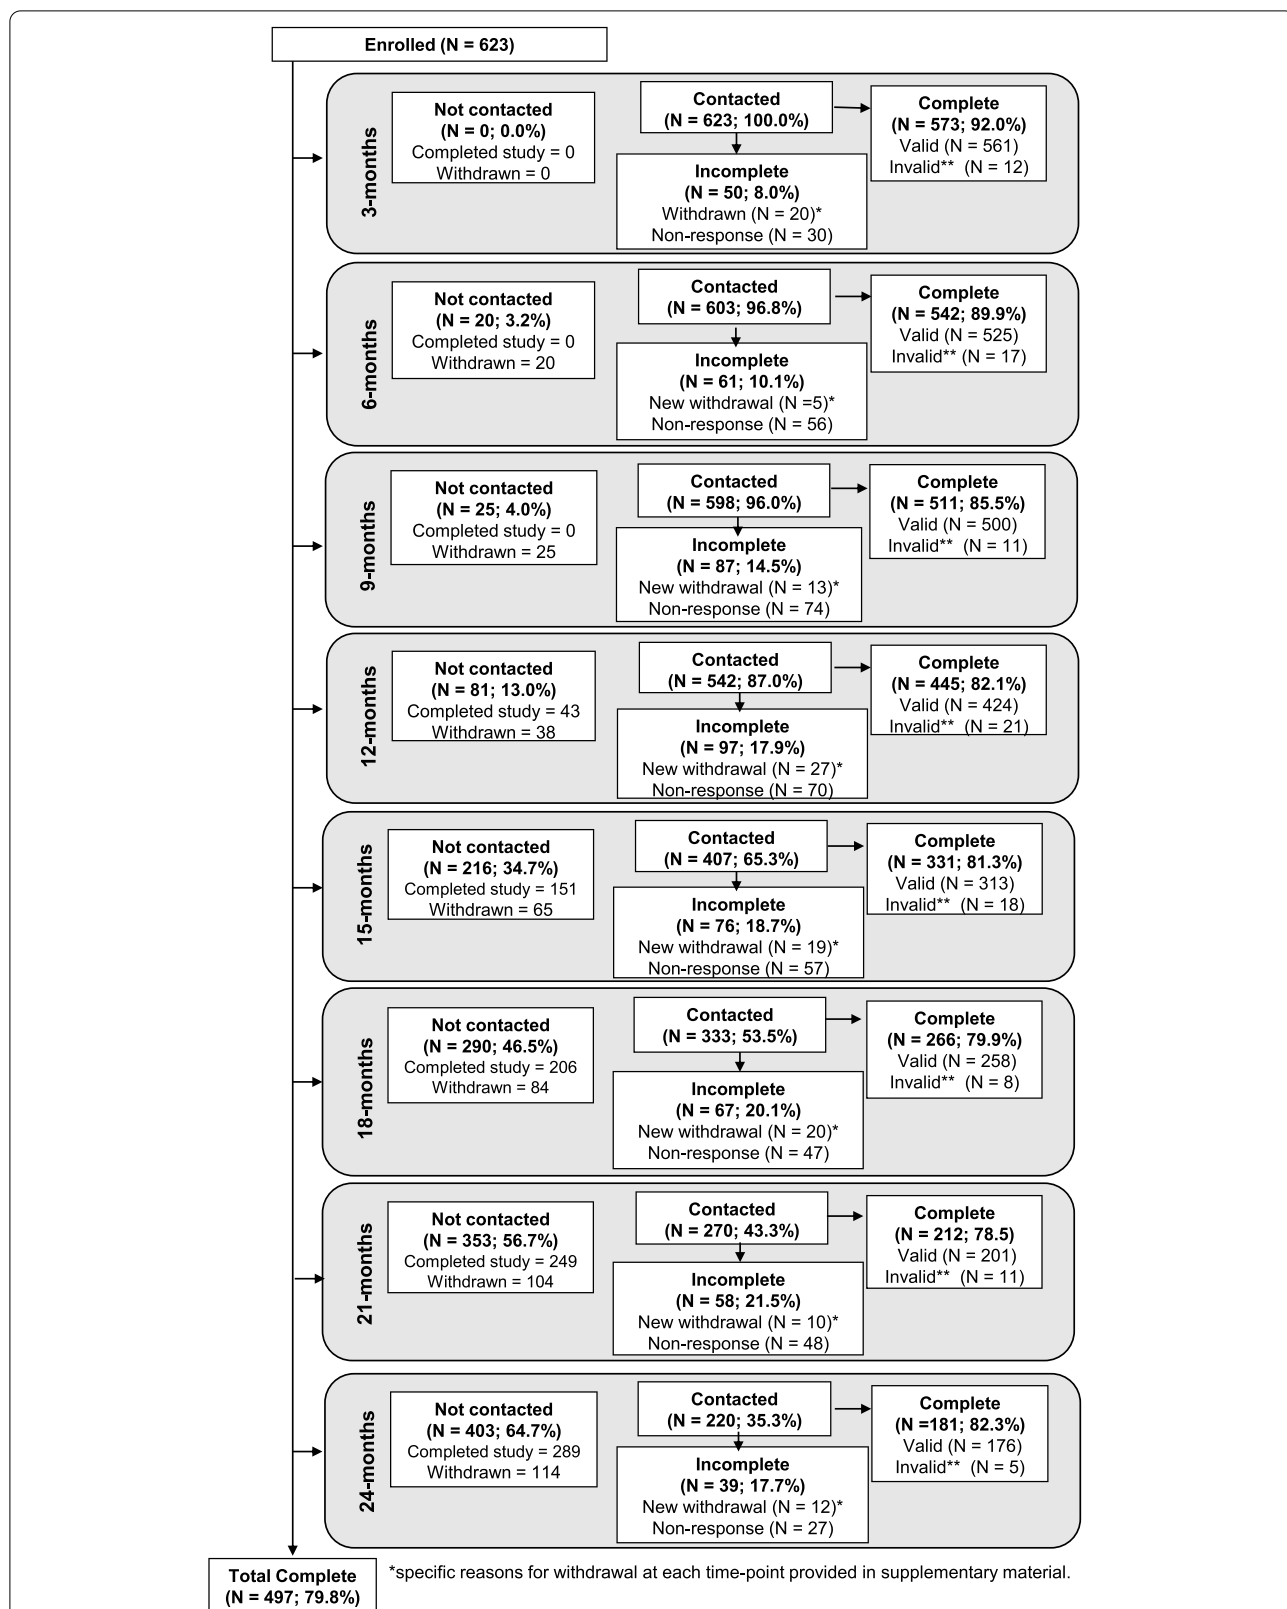 Enrolled (N = 623)
3-months
Not contacted
(N = 0; 0.0%)
Completed study = 0
Withdrawn = 0
Contacted
(N = 623; 100.0%)
Complete
(N = 573; 92.0%)
Valid (N = 561)
Invalid** (N = 12)
Incomplete
(N = 50; 8.0%)
Withdrawn (N = 20)*
Non-response (N = 30)
6-months
Not contacted
(N = 20; 3.2%)
Completed study = 0
Withdrawn = 20
Contacted
(N = 603; 96.8%)
Complete
(N = 542; 89.9%)
Valid (N = 525)
Invalid** (N = 17)
Incomplete
(N = 61; 10.1%)
New withdrawal (N =5)*
Non-response (N = 56)
9-months
Not contacted
(N = 25; 4.0%)
Completed study = 0
Withdrawn = 25
Contacted
(N = 598; 96.0%)
Complete
(N = 511; 85.5%)
Valid (N = 500)
Invalid** (N = 11)
Incomplete
(N = 87; 14.5%)
New withdrawal (N = 13)*
Non-response (N = 74)
12-months
Not contacted
(N = 81; 13.0%)
Completed study = 43
Withdrawn = 38
Contacted
(N = 542; 87.0%)
Complete
(N = 445; 82.1%)
Valid (N = 424)
Invalid** (N = 21)
Incomplete
(N = 97; 17.9%)
New withdrawal (N = 27)*
Non-response (N = 70)
15-months
Not contacted
(N = 216; 34.7%)
Completed study = 151
Withdrawn = 65
Contacted
(N = 407; 65.3%)
Complete
(N = 331; 81.3%)
Valid (N = 313)
Invalid** (N = 18)
Incomplete
(N = 76; 18.7%)
New withdrawal (N = 19)*
Non-response (N = 57)
18-months
Not contacted
(N = 290; 46.5%)
Completed study = 206
Withdrawn = 84
Contacted
(N = 333; 53.5%)
Complete
(N = 266; 79.9%)
Valid (N = 258)
Invalid** (N = 8)
Incomplete
(N = 67; 20.1%)
New withdrawal (N = 20)*
Non-response (N = 47)
21-months
Not contacted
(N = 353; 56.7%)
Completed study = 249
Withdrawn = 104
Contacted
(N = 270; 43.3%)
Complete
(N = 212; 78.5)
Valid (N = 201)
Invalid** (N = 11)
Incomplete
(N = 58; 21.5%)
New withdrawal (N = 10)*
Non-response (N = 48)
24-months
Not contacted
(N = 403; 64.7%)
Completed study = 289
Withdrawn = 114
Contacted
(N = 220; 35.3%)
Complete
(N =181; 82.3%)
Valid (N = 176)
Invalid** (N = 5)
Incomplete
(N = 39; 17.7%)
New withdrawal (N = 12)*
Non-response (N = 27)
Total Complete
(N = 497; 79.8%)
*specific reasons for withdrawal at each time-point provided in supplementary material.